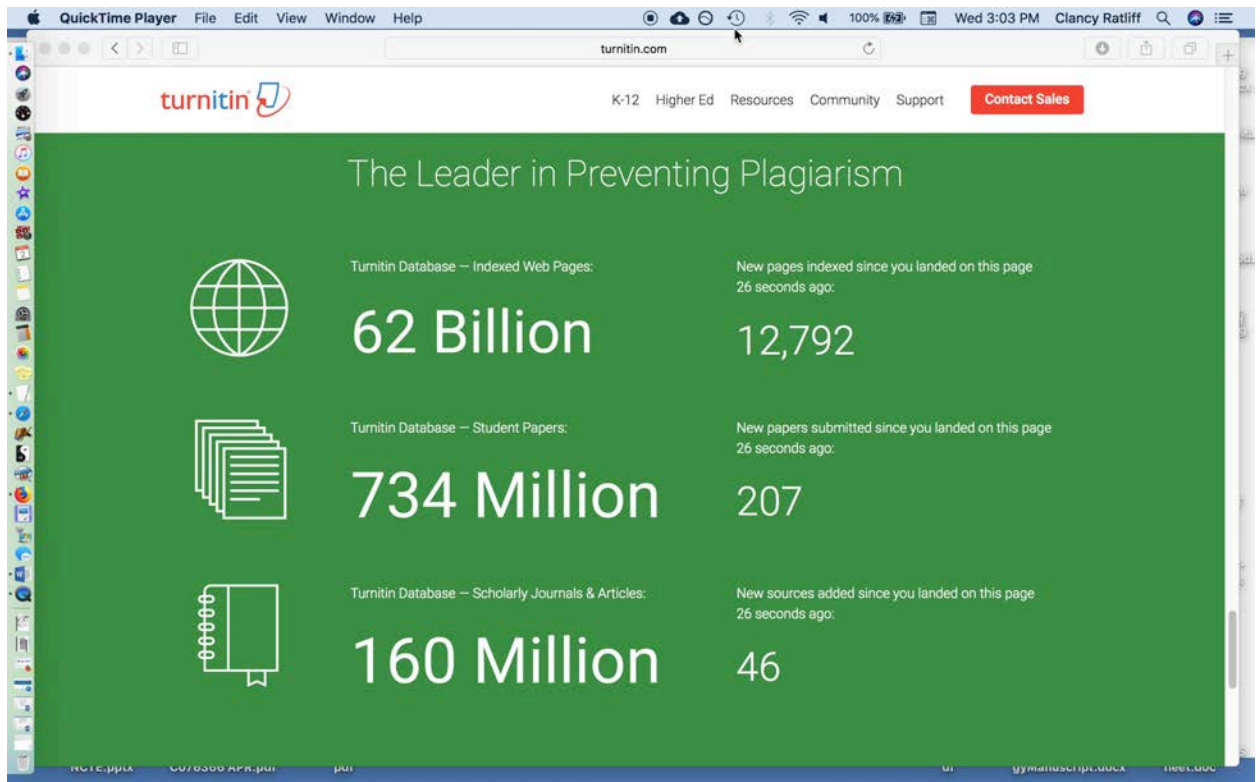 QuickTime Player File Edit View Window Help 100% Wed 3:03 PM Clancy Ratliff
turnitin.com
turnitin
K-12 Higher Ed Resources Community Support Contact Sales
The Leader in Preventing Plagiarism
Turnitin Database — Indexed Web Pages:
62 Billion
New pages indexed since you landed on this page
26 seconds ago:
12,792
Turnitin Database — Student Papers:
734 Million
New papers submitted since you landed on this page
26 seconds ago:
207
Turnitin Database — Scholarly Journals & Articles:
160 Million
New sources added since you landed on this page
26 seconds ago:
46
NCTE.pptx